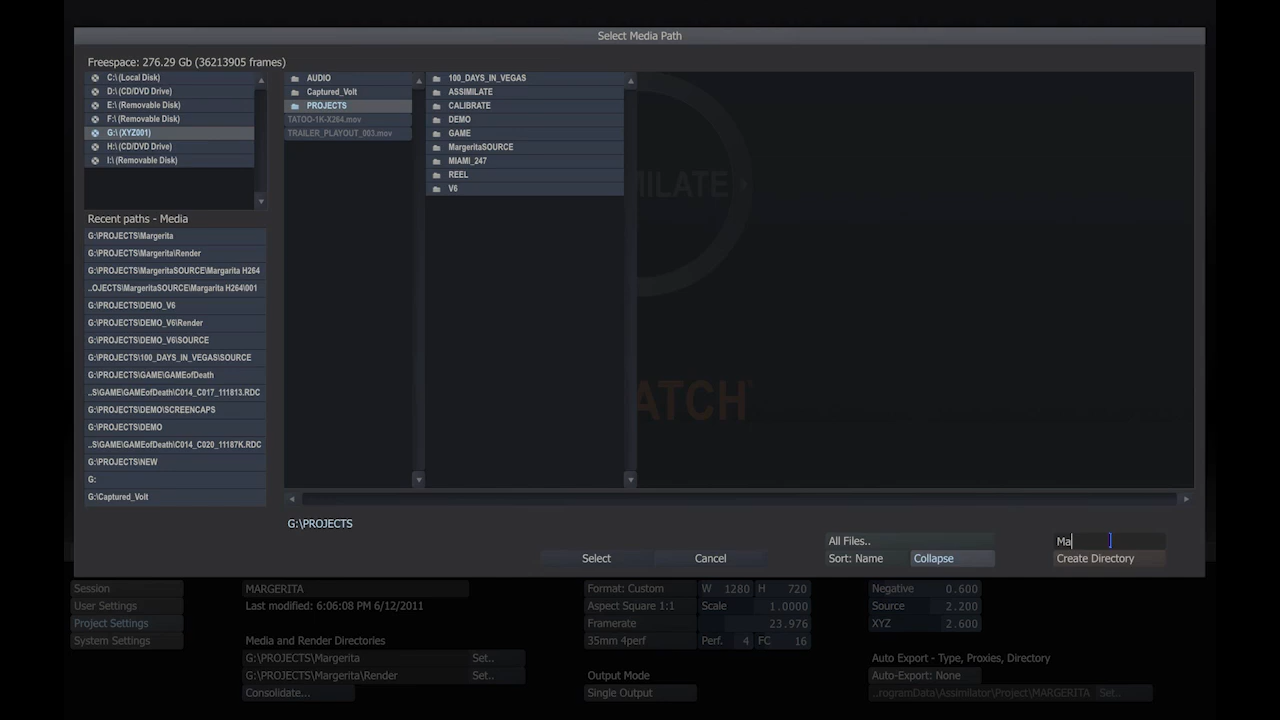 Select Media Path
Freespace: 276.29 Gb (36213905 frames)
C:\ (Local Disk)
D:\ (CD/DVD Drive)
E:\ (Removable Disk)
F:\ (Removable Disk)
G:\ (XYZ001)
H:\ (CD/DVD Drive)
I:\ (Removable Disk)
AUDIO
Captured_Volt
PROJECTS
TATOO-1K-X264.mov
TRAILER_PLAYOUT_003.mov
100_DAYS_IN_VEGAS
ASSIMILATE
CALIBRATE
DEMO
GAME
MargeritaSOURCE
MIAMI_247
REEL
V6
MILATE
ATCH
Recent paths - Media
G:\PROJECTS\Margerita
G:\PROJECTS\Margerita\Render
G:\PROJECTS\MargeritaSOURCE\Margarita H264
..OJECTS\MargeritaSOURCE\Margarita H264\001
G:\PROJECTS\DEMO_V6
G:\PROJECTS\DEMO_V6\Render
G:\PROJECTS\DEMO_V6\SOURCE
G:\PROJECTS\100_DAYS_IN_VEGAS\SOURCE
G:\PROJECTS\GAME\GAMEofDeath
..S\GAME\GAMEofDeath\C014_C017_111813.RDC
G:\PROJECTS\DEMO\SCREENCAPS
G:\PROJECTS\DEMO
..S\GAME\GAMEofDeath\C014_C020_11187K.RDC
G:\PROJECTS\NEW
G:
G:\Captured_Volt
G:\PROJECTS
All Files..
Ma
Select
Cancel
Sort: Name
Collapse
Create Directory
Session
User Settings
Project Settings
System Settings
MARGERITA
Last modified: 6:06:08 PM 6/12/2011
Media and Render Directories
G:\PROJECTS\Margerita Set..
G:\PROJECTS\Margerita\Render Set..
Consolidate...
Format: Custom W 1280 H 720
Aspect Square 1:1 Scale 1.0000
Framerate 23.976
35mm 4perf Perf. 4 FC 16
Output Mode
Single Output
Negative 0.600
Source 2.200
XYZ 2.600
Auto Export - Type, Proxies, Directory
Auto-Export: None
..rogramData\Assimilator\Project\MARGERITA Set..